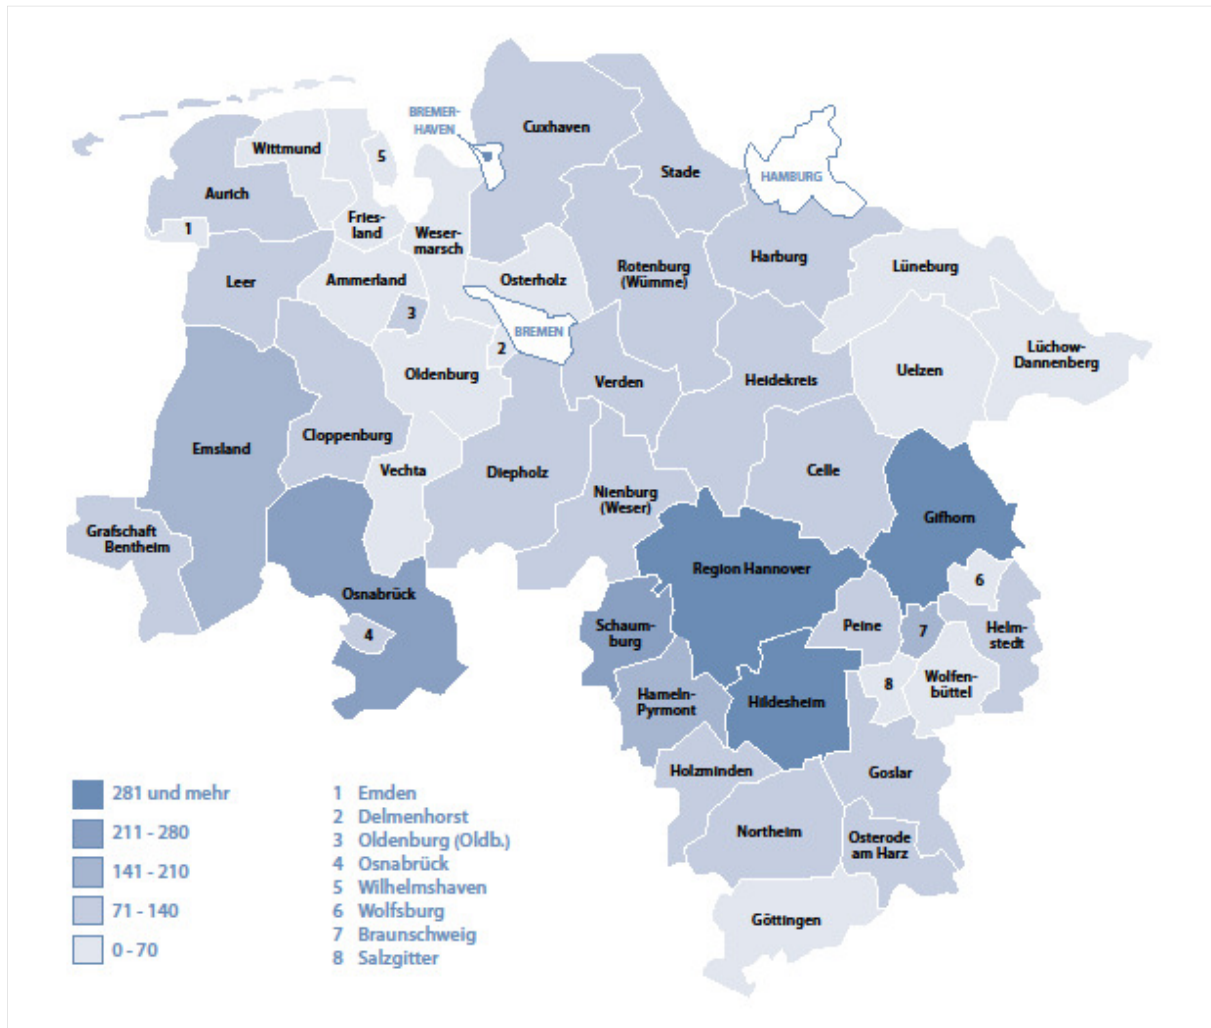 BREMER-
HAVEN
Cuxhaven
Wittmund
5
Stade
HAMBURG
Aurich
1
Fries-
land
Weser-
marsch
Harburg
Rotenburg
(Wümme)
Lüneburg
Leer
Ammerland
Osterholz
3
BREMEN
2
Lüchow-
Dannenberg
Oldenburg
Verden
Heidekreis
Uelzen
Emsland
Cloppenburg
Vechta
Diepholz
Celle
Nienburg
(Weser)
Gifhorn
Grafschaft
Bentheim
Region Hannover
6
Osnabrück
4
Schaum-
burg
Peine
7
Helm-
stedt
Hameln-
Pyrmont
Hildesheim
8
Wolfen-
büttel
Holzminden
Goslar
Northeim
Osterode
am Harz
Göttingen
281 und mehr
211 - 280
141 - 210
71 - 140
0 - 70
1 Emden
2 Delmenhorst
3 Oldenburg (Oldb.)
4 Osnabrück
5 Wilhelmshaven
6 Wolfsburg
7 Braunschweig
8 Salzgitter